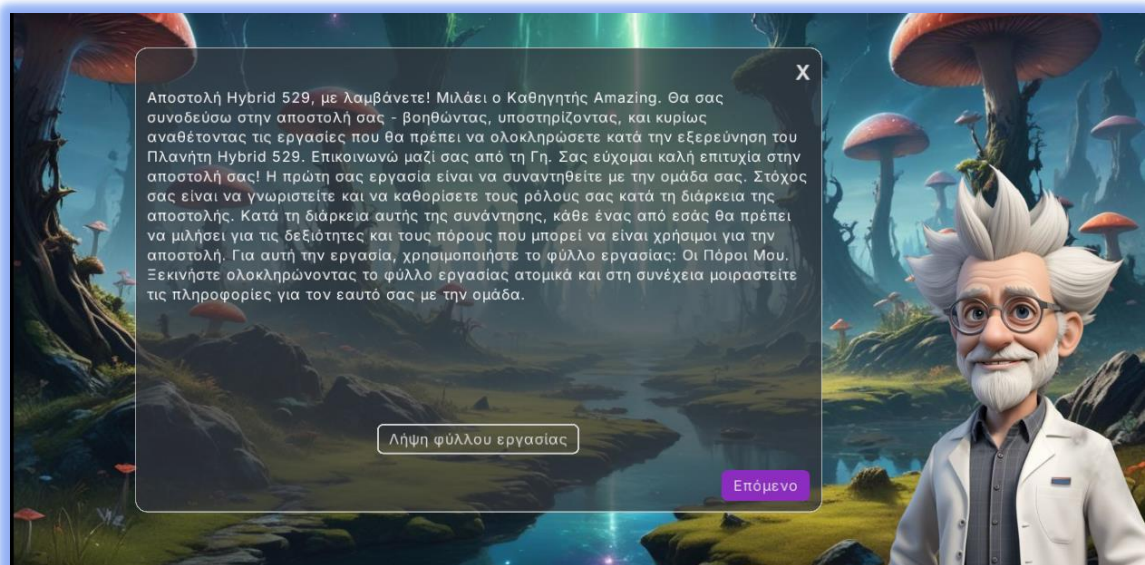 X
Αποστολή Hybrid 529, με λαμβάνετε! Μιλάει ο Καθηγητής Amazing. Θα σας
συνοδεύσω στην αποστολή σας - βοηθώντας, υποστηρίζοντας, και κυρίως
αναθέτοντας τις εργασίες που θα πρέπει να ολοκληρώσετε κατά την εξερεύνηση του
Πλανήτη Hybrid 529. Επικοινωνώ μαζί σας από τη Γη. Σας εύχομαι καλή επιτυχία στην
αποστολή σας! Η πρώτη σας εργασία είναι να συναντηθείτε με την ομάδα σας. Στόχος
σας είναι να γνωριστείτε και να καθορίσετε τους ρόλους σας κατά τη διάρκεια της
αποστολής. Κατά τη διάρκεια αυτής της συνάντησης, κάθε ένας από εσάς θα πρέπει
να μιλήσει για τις δεξιότητες και τους πόρους που μπορεί να είναι χρήσιμοι για την
αποστολή. Για αυτή την εργασία, χρησιμοποιήστε το φύλλο εργασίας: Οι Πόροι Μου.
Ξεκινήστε ολοκληρώνοντας το φύλλο εργασίας ατομικά και στη συνέχεια μοιραστείτε
τις πληροφορίες για τον εαυτό σας με την ομάδα.
Λήψη φύλλου εργασίας
Επόμενο